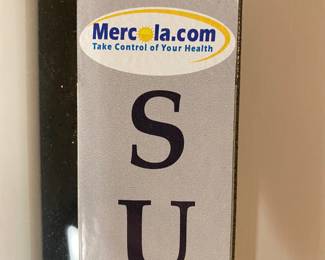 Mercola.com
Take Control of Your Health
S
U